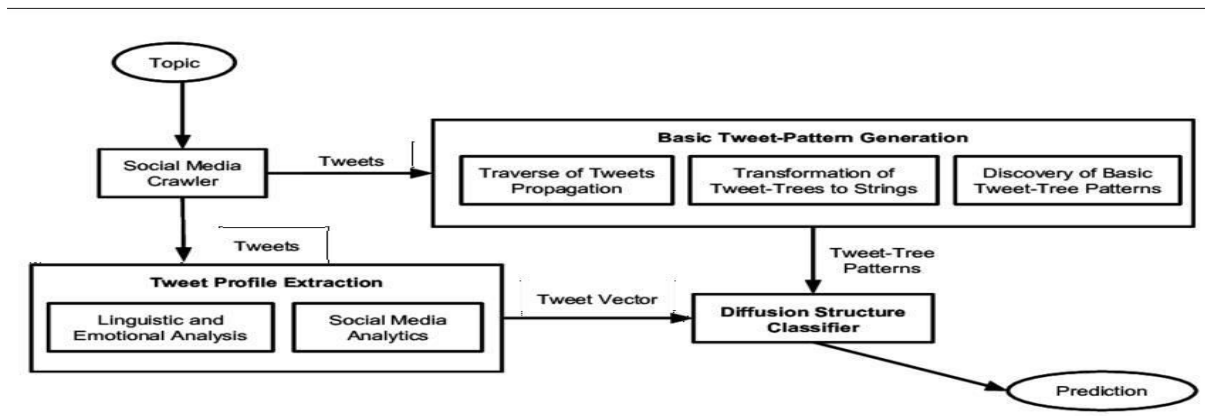 Topic
Social Media
Crawler
Tweets
Basic Tweet-Pattern Generation
Traverse of Tweets
Propagation
Transformation of
Tweet-Trees to Strings
Discovery of Basic
Tweet-Tree Patterns
Tweets
Tweet-Tree
Patterns
Tweet Profile Extraction
Linguistic and
Emotional Analysis
Social Media
Analytics
Tweet Vector
Diffusion Structure
Classifier
Prediction